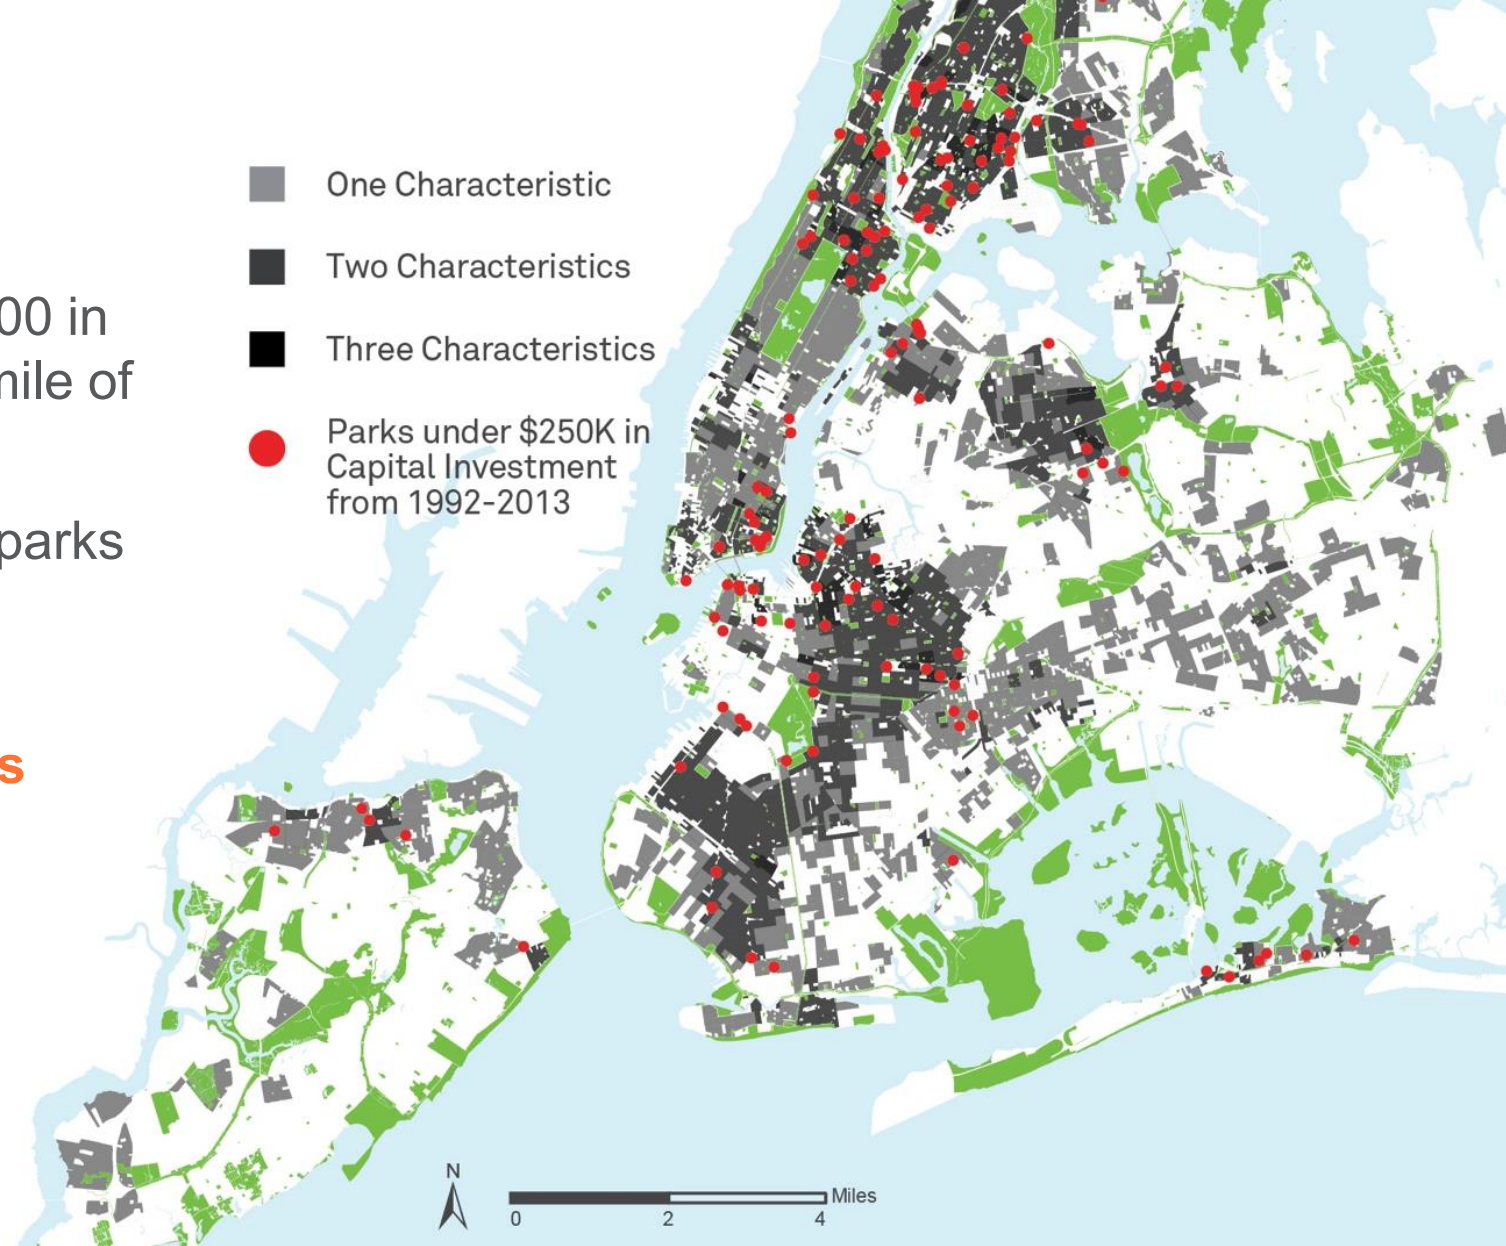 00 in
mile of
parks
s
One Characteristic
Two Characteristics
Three Characteristics
Parks under $250K in
Capital Investment
from 1992-2013
N
Miles
0 2 4